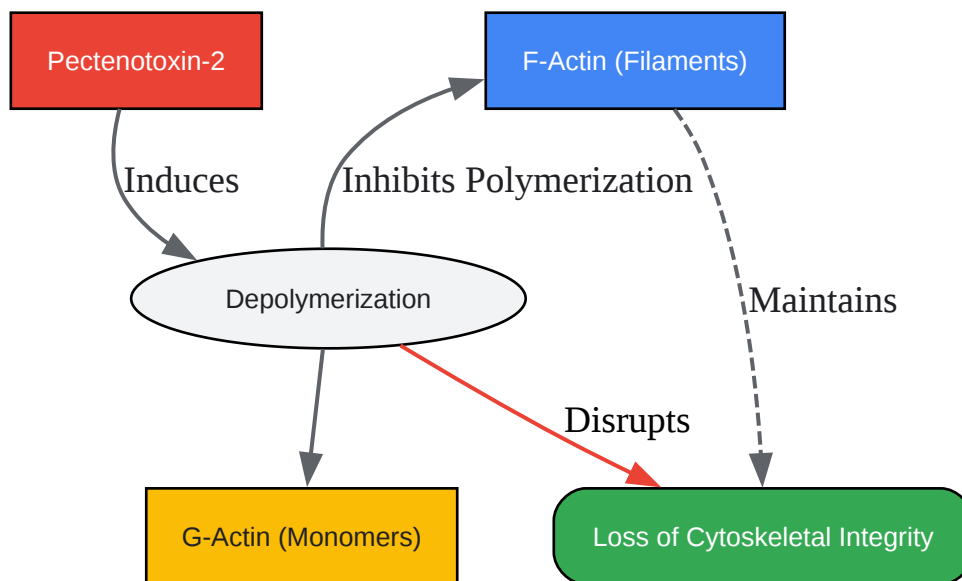 Pectenotoxin-2
F-Actin (Filaments)
Induces
Inhibits Polymerization
Depolymerization
Maintains
Disrupts
G-Actin (Monomers)
Loss of Cytoskeletal Integrity